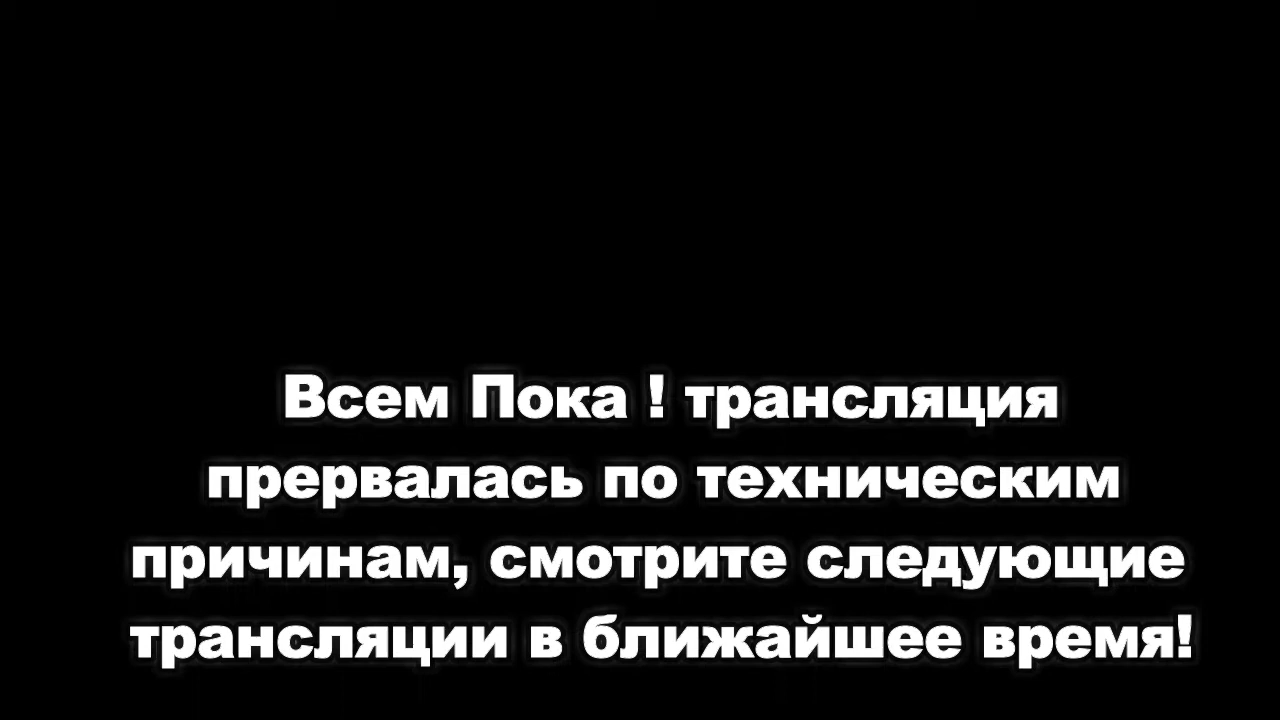 Всем Пока ! трансляция
прервалась по техническим
причинам, смотрите следующие
трансляции в ближайшее время!